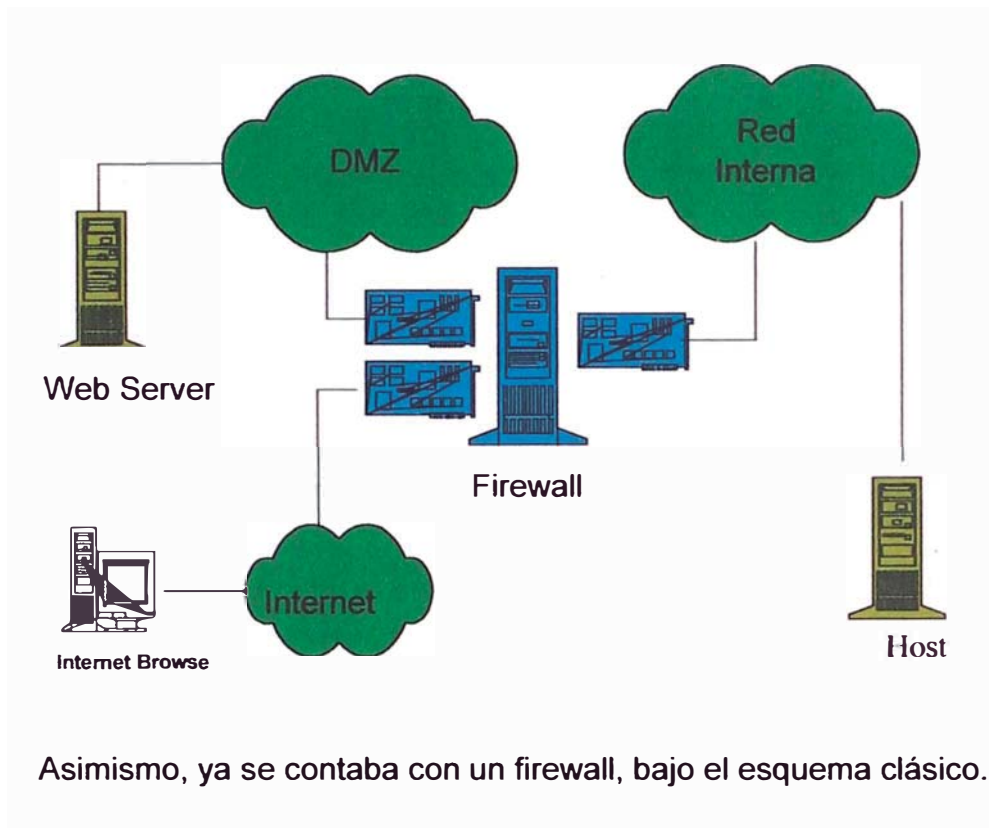 DMZ
Red
Interna
Web Server
Firewall
Internet
Internet Browse
Host
Asimismo, ya se contaba con un firewall, bajo el esquema clásico.